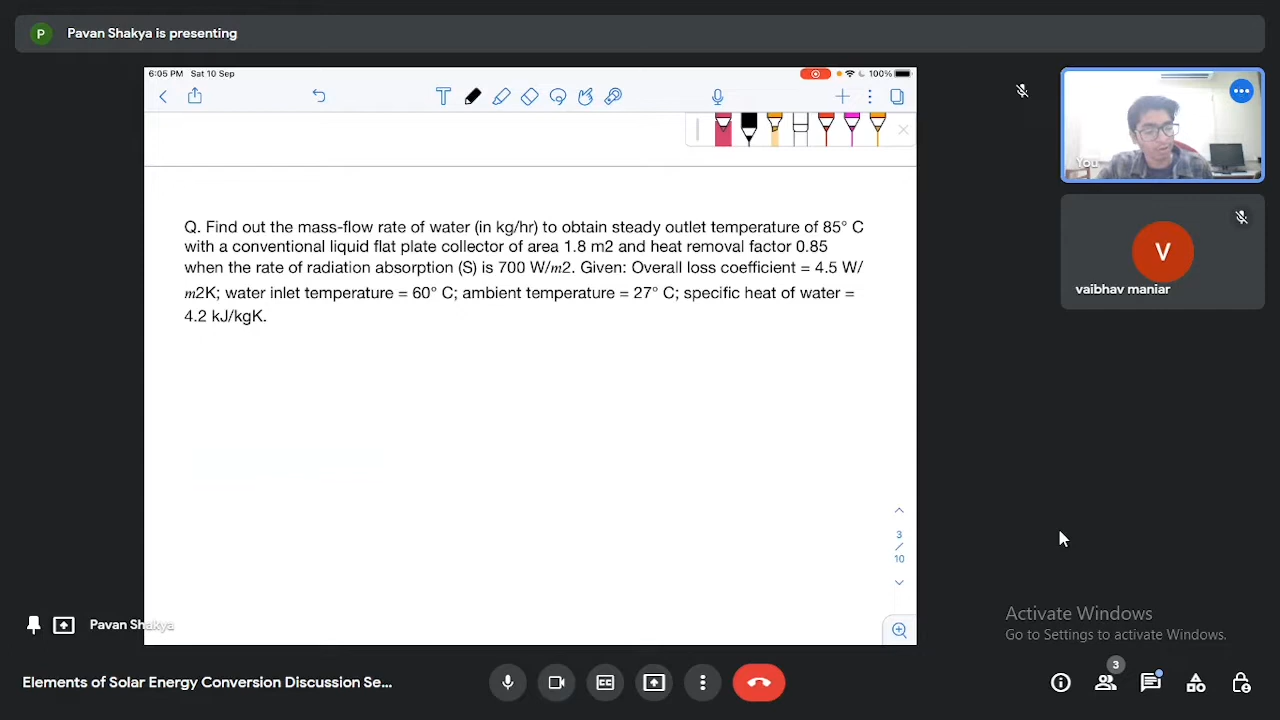 P
Pavan Shakya is presenting
6:05 PM Sat 10 Sep
100%
T
Q. Find out the mass-flow rate of water (in kg/hr) to obtain steady outlet temperature of 85° C
with a conventional liquid flat plate collector of area 1.8 m2 and heat removal factor 0.85
when the rate of radiation absorption (S) is 700 W/m2. Given: Overall loss coefficient = 4.5 W/
m2K; water inlet temperature = 60° C; ambient temperature = 27° C; specific heat of water =
4.2 kJ/kgK.
3
/
10
You
V
vaibhav maniar
Pavan Shakya
Activate Windows
Go to Settings to activate Windows.
Elements of Solar Energy Conversion Discussion Se...
CC
3